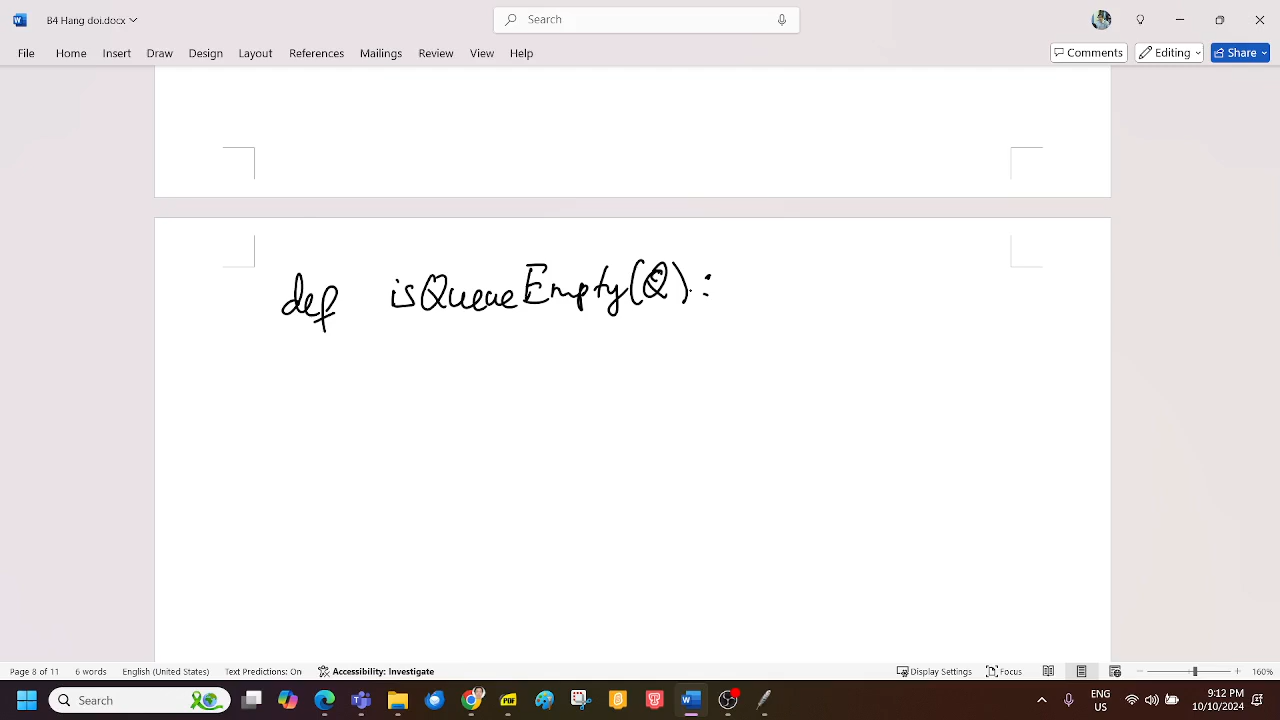 B4 Hang doi.docx
Search
File Home Insert Draw Design Layout References Mailings Review View Help
Comments Editing Share
def isQueueEmpty(Q):
Page 8 of 11 6 words English (United States) Text Predictions: On Accessibility: Investigate Display Settings Focus 160%
Search PDF ENG US 9:12 PM 10/10/2024